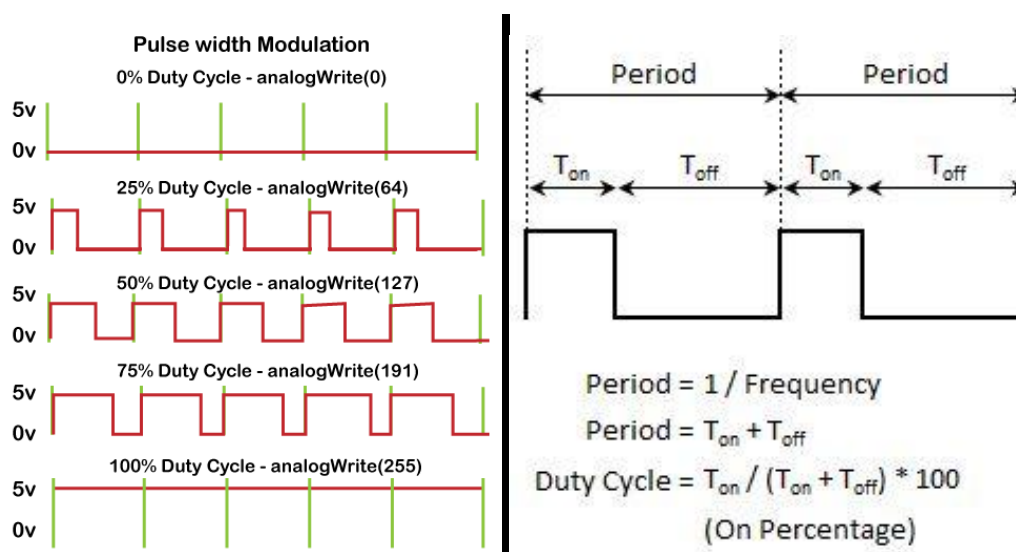 Pulse width Modulation
0% Duty Cycle - analogWrite(0)
5v
0v
25% Duty Cycle - analogWrite(64)
5v
0v
50% Duty Cycle - analogWrite(127)
5v
0v
75% Duty Cycle - analogWrite(191)
5v
0v
100% Duty Cycle - analogWrite(255)
5v
0v
Period Period
Ton Toff Ton Toff
Period = 1 / Frequency
Period = Ton + Toff
Duty Cycle = Ton / (Ton + Toff) * 100
(On Percentage)